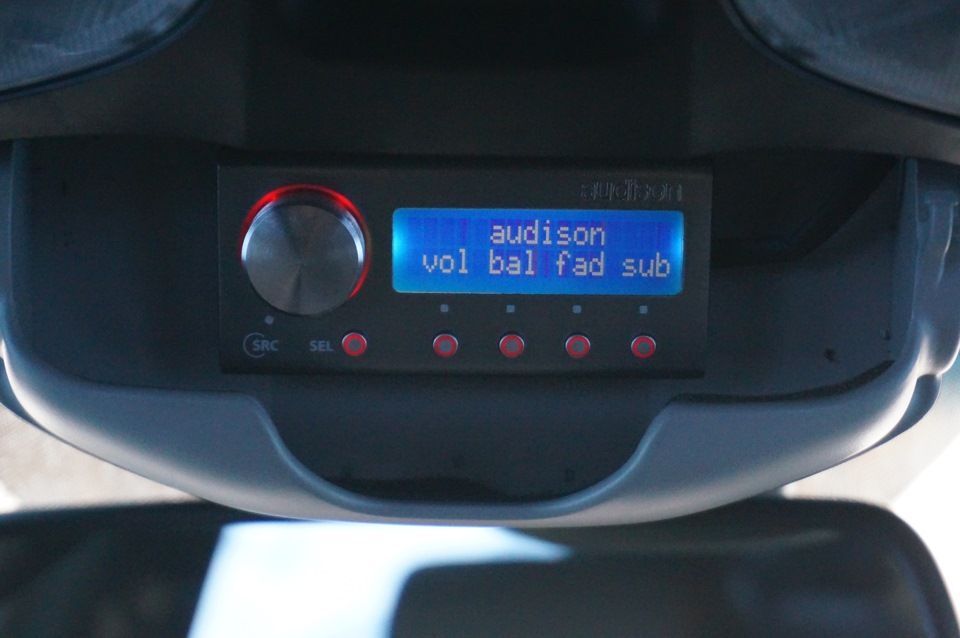 audison
audison
vol bal fad sub
SRC SEL